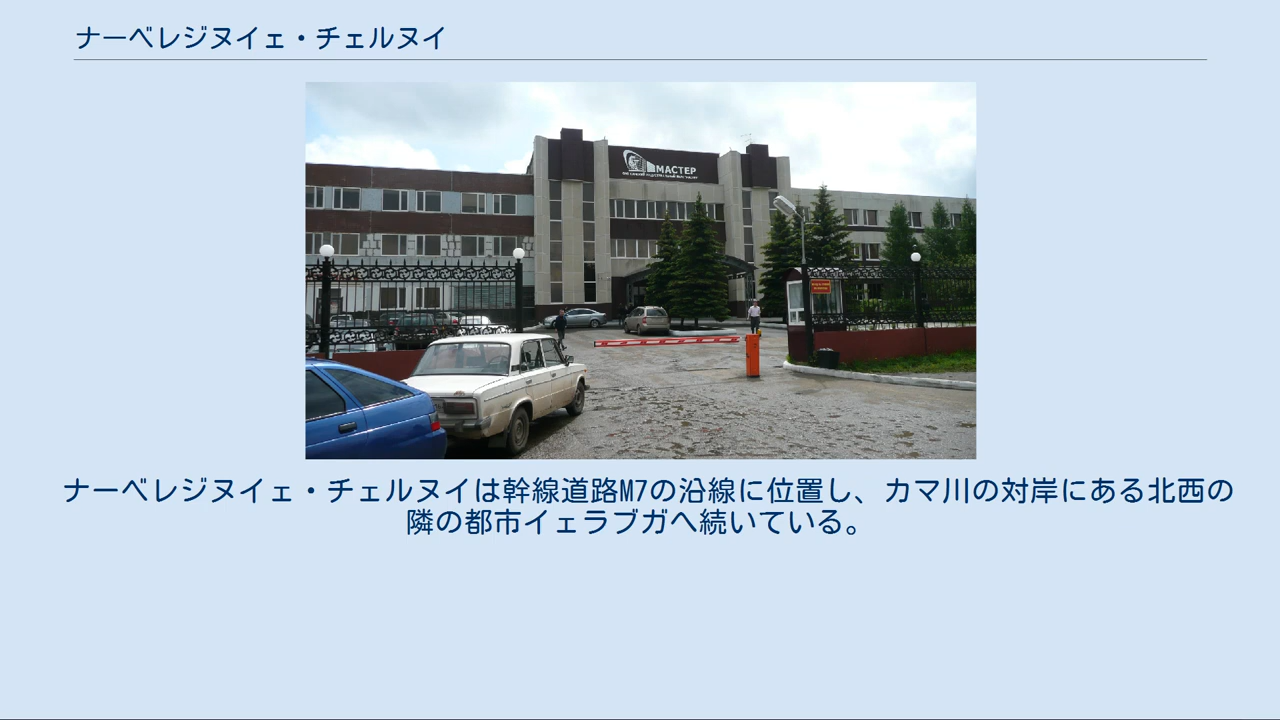 ナーベレジヌイェ・チェルヌイ
МАСТЕР
ナーベレジヌイェ・チェルヌイは幹線道路M7の沿線に位置し、カマ川の対岸にある北西の
隣の都市イェラブガへ続いている。